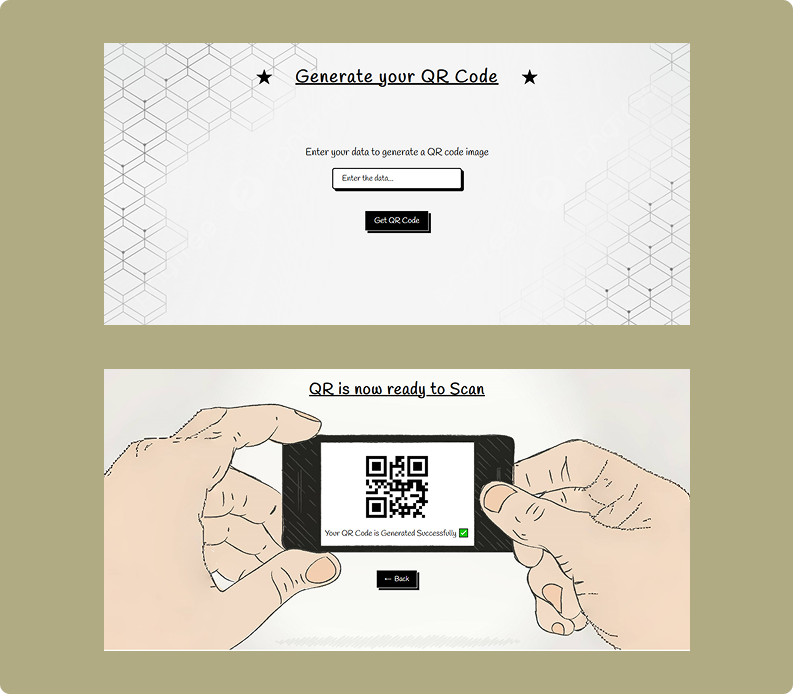 ★ Generate your QR Code ★
Enter your data to generate a QR code image
Enter the data...
Get QR Code
QR is now ready to Scan
Your QR Code is Generated Successfully ✅
← Back